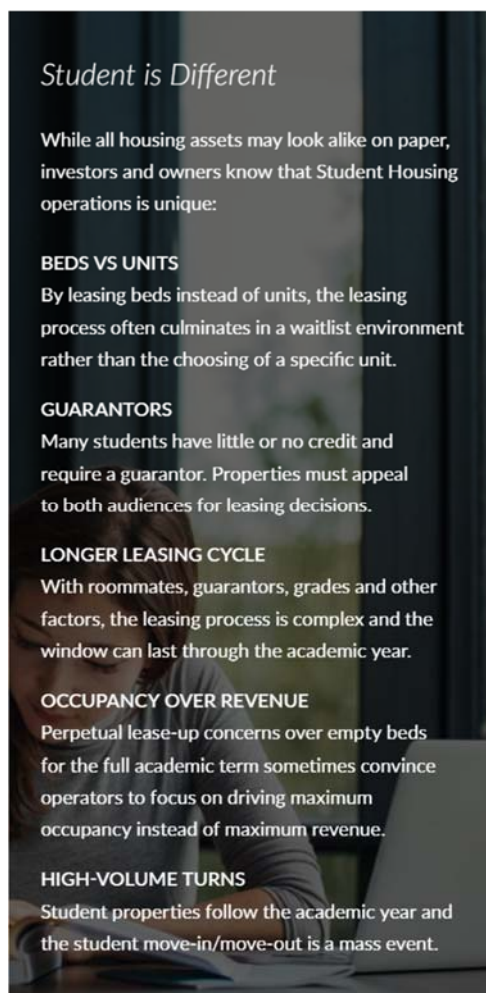 Student is Different
While all housing assets may look alike on paper,
investors and owners know that Student Housing
operations is unique:
BEDS VS UNITS
By leasing beds instead of units, the leasing
process often culminates in a waitlist environment
rather than the choosing of a specific unit.
GUARANTORS
Many students have little or no credit and
require a guarantor. Properties must appeal
to both audiences for leasing decisions.
LONGER LEASING CYCLE
With roommates, guarantors, grades and other
factors, the leasing process is complex and the
window can last through the academic year.
OCCUPANCY OVER REVENUE
Perpetual lease-up concerns over empty beds
for the full academic term sometimes convince
operators to focus on driving maximum
occupancy instead of maximum revenue.
HIGH-VOLUME TURNS
Student properties follow the academic year and
the student move-in/move-out is a mass event.